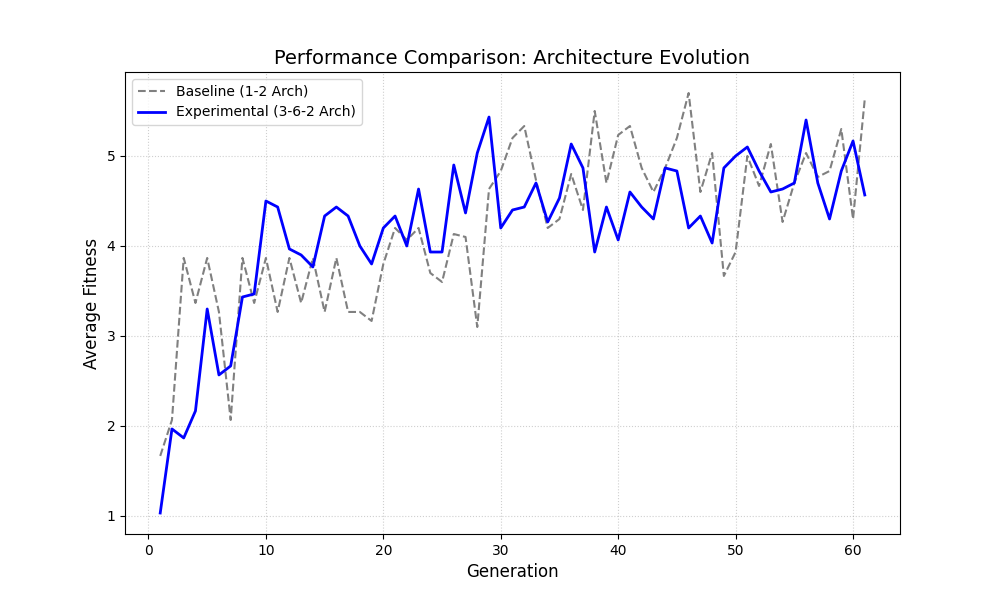 Performance Comparison: Architecture Evolution
Baseline (1-2 Arch)
Experimental (3-6-2 Arch)
Average Fitness
5
4
3
2
1
0 10 20 30 40 50 60
Generation